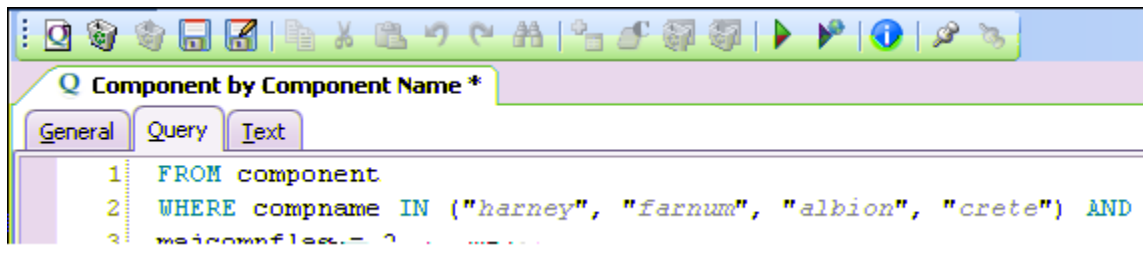 Q Component by Component Name *
General Query Text
1 FROM component
2 WHERE compname IN ("harney", "farnum", "albion", "crete") AND
3